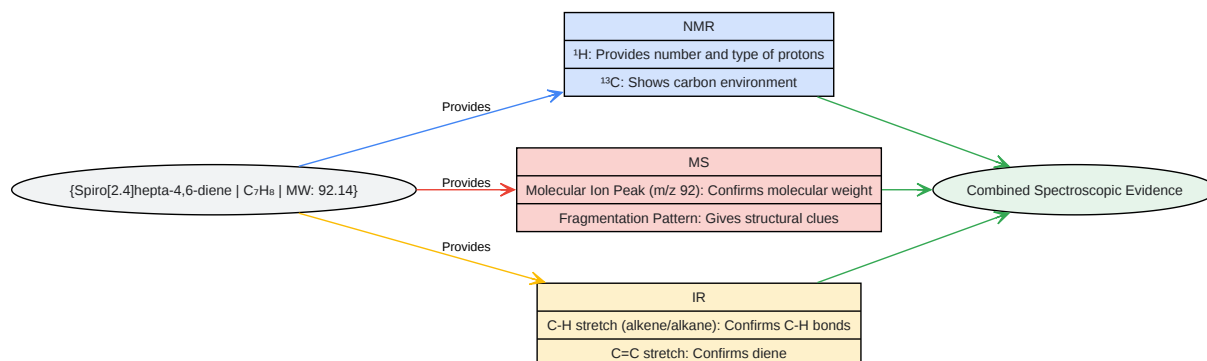 NMR
¹H: Provides number and type of protons
¹³C: Shows carbon environment
Provides
MS
{Spiro[2.4]hepta-4,6-diene | C₇H₈ | MW: 92.14}
Provides
Molecular Ion Peak (m/z 92): Confirms molecular weight
Combined Spectroscopic Evidence
Fragmentation Pattern: Gives structural clues
Provides
IR
C-H stretch (alkene/alkane): Confirms C-H bonds
C=C stretch: Confirms diene